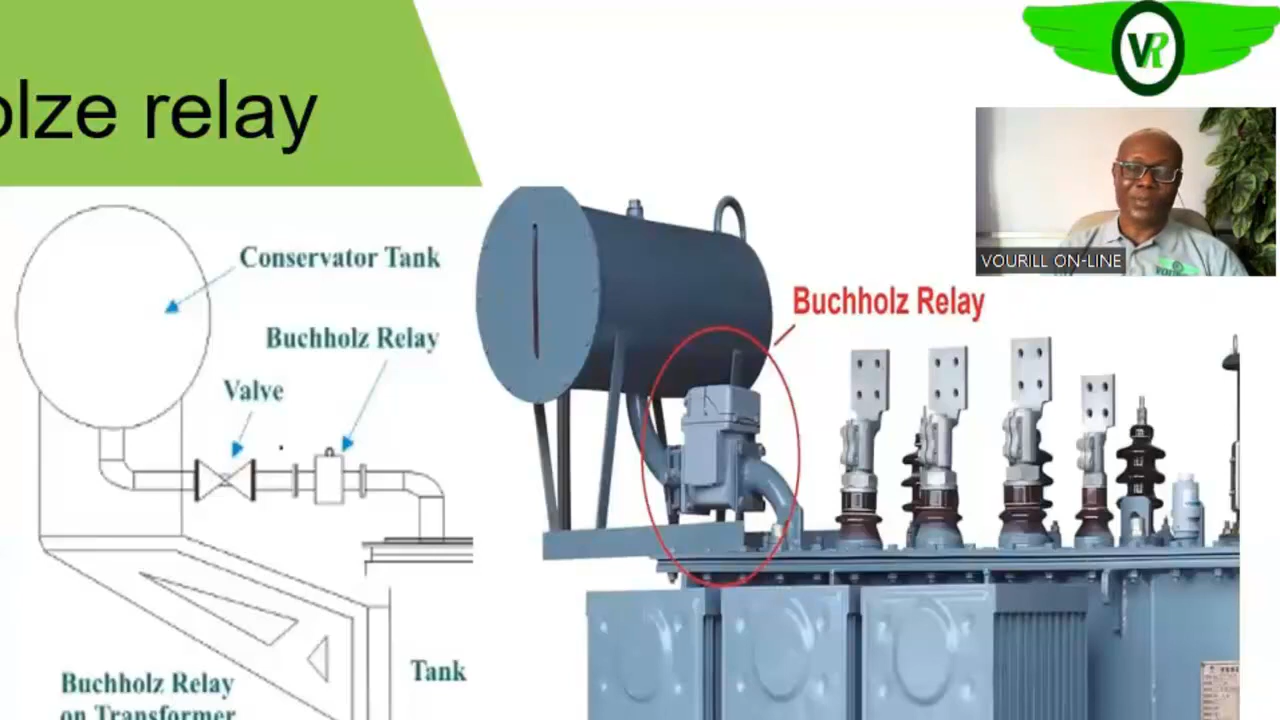 olze relay
VR
VOURILL ON-LINE
Conservator Tank
Buchholz Relay
Valve
Buchholz Relay
Tank
Buchholz Relay
on Transformer